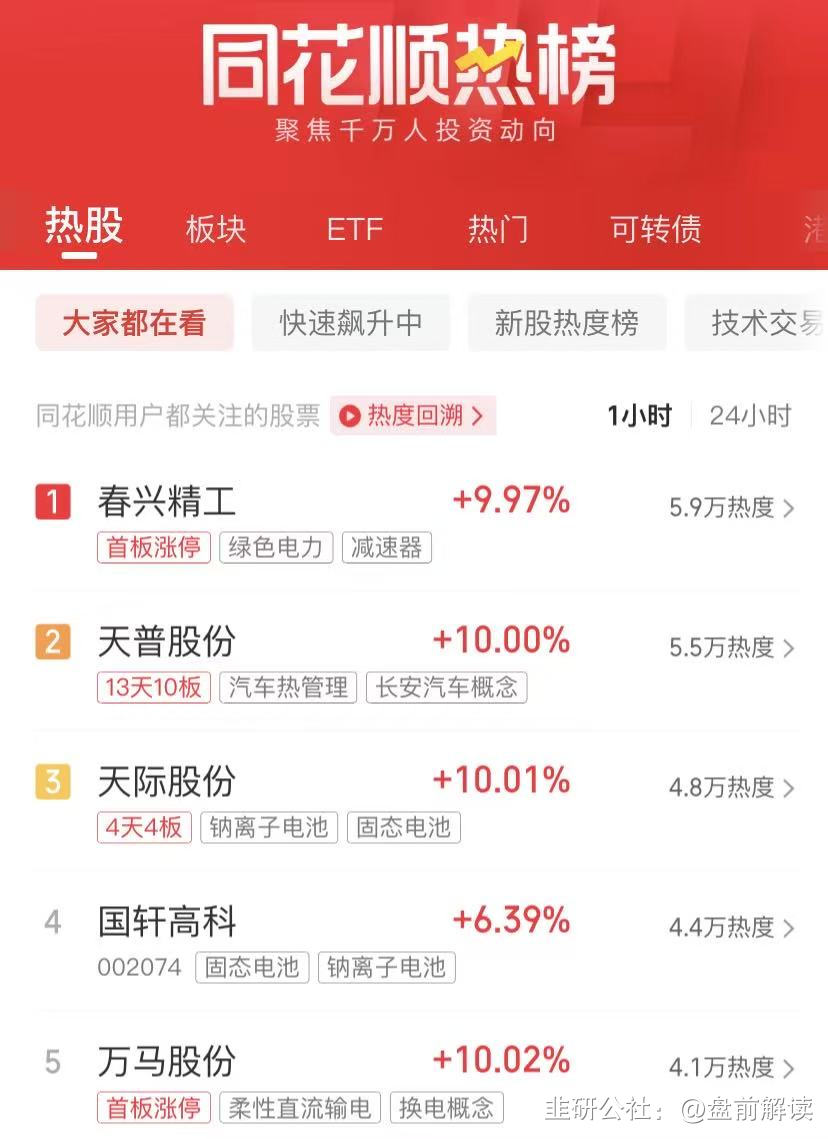 同花顺热榜
聚焦千万人投资动向
热股 板块 ETF 热门 可转债
大家都在看 快速飙升中 新股热度榜 技术交易
同花顺用户都关注的股票 热度回溯 > 1小时 24小时
1 春兴精工 +9.97% 5.9万热度 >
首板涨停 绿色电力 减速器
2 天普股份 +10.00% 5.5万热度 >
13天10板 汽车热管理 长安汽车概念
3 天际股份 +10.01% 4.8万热度 >
4天4板 钠离子电池 固态电池
4 国轩高科 +6.39% 4.4万热度 >
002074 固态电池 钠离子电池
5 万马股份 +10.02% 4.1万热度 >
首板涨停 柔性直流输电 换电概念
韭研公社：@盘前解读